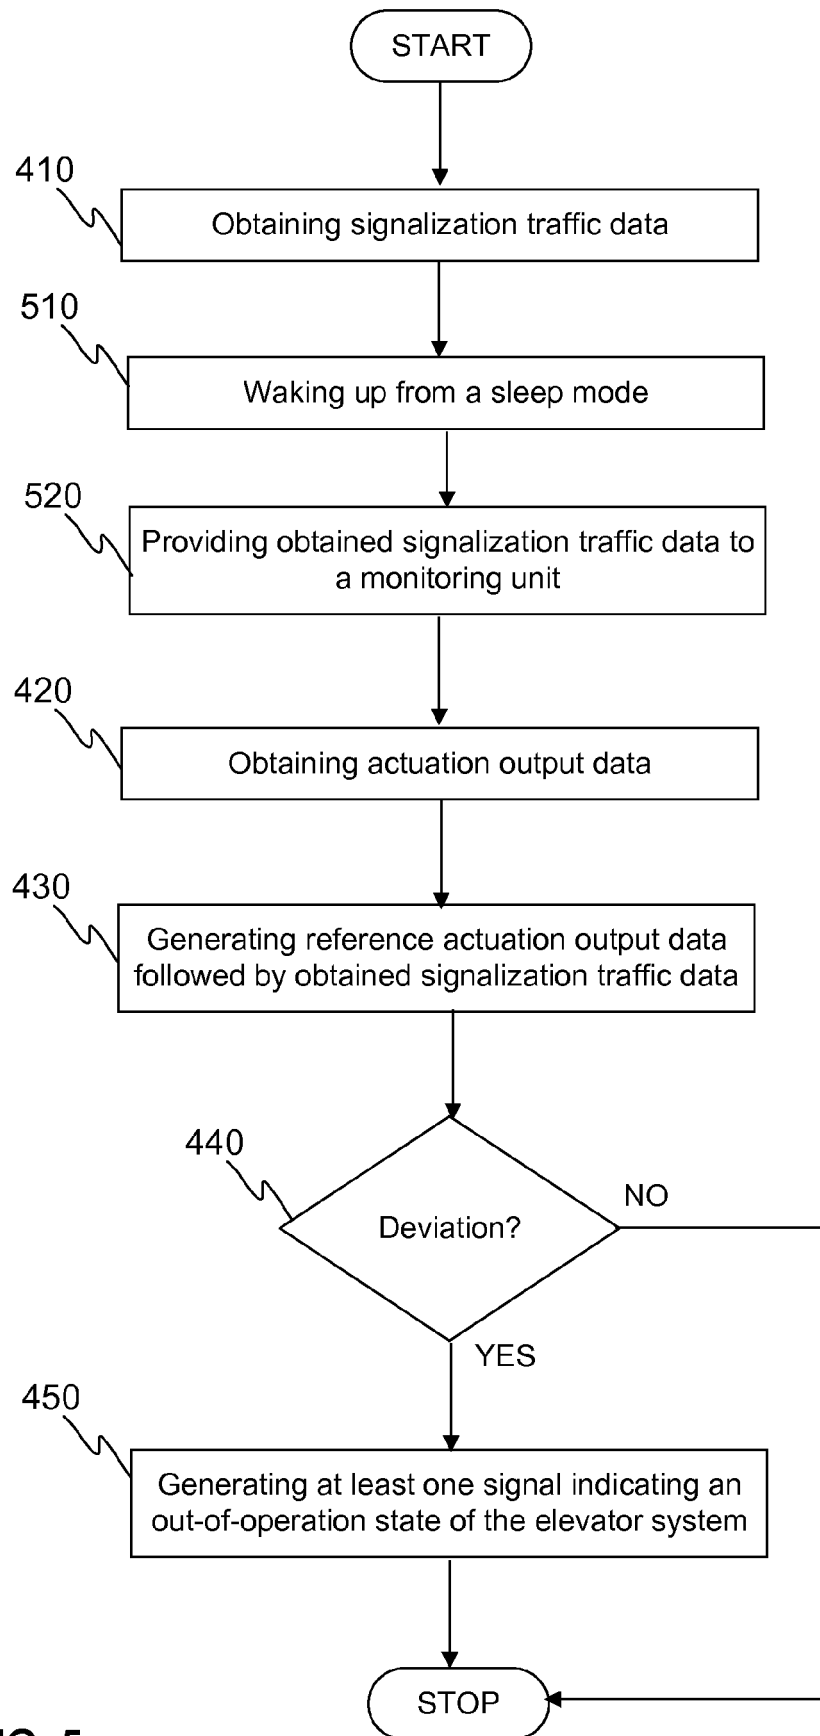 START
410
Obtaining signalization traffic data
510
Waking up from a sleep mode
520
Providing obtained signalization traffic data to
a monitoring unit
420
Obtaining actuation output data
430
Generating reference actuation output data
followed by obtained signalization traffic data
440
Deviation?
NO
YES
450
Generating at least one signal indicating an
out-of-operation state of the elevator system
STOP